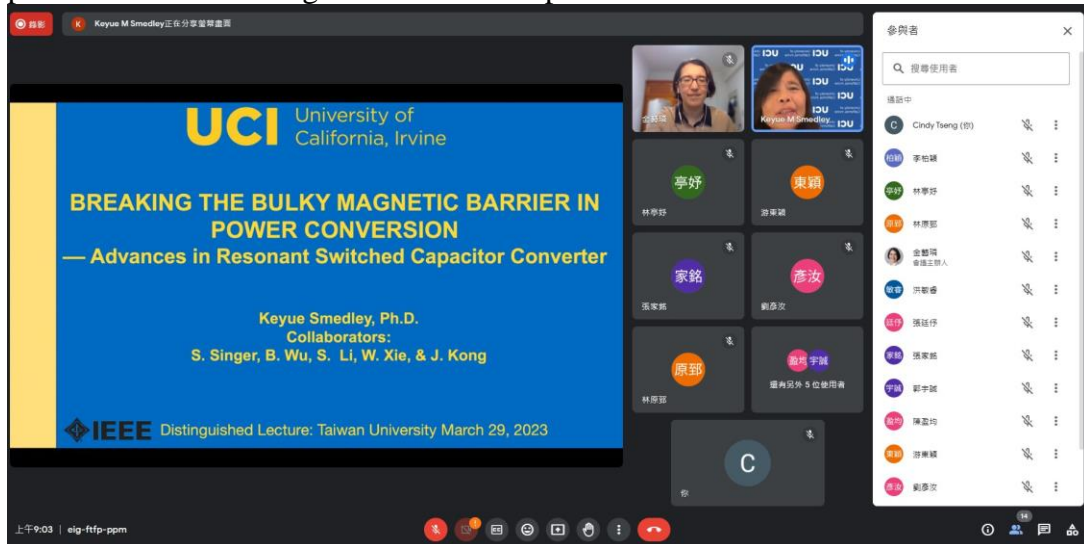 錄影
K
Keyue M Smedley正在分享螢幕畫面
UCI University of California, Irvine
BREAKING THE BULKY MAGNETIC BARRIER IN
POWER CONVERSION
— Advances in Resonant Switched Capacitor Converter
Keyue Smedley, Ph.D.
Collaborators:
S. Singer, B. Wu, S. Li, W. Xie, & J. Kong
IEEE Distinguished Lecture: Taiwan University March 29, 2023
金藝璘
Keyue M Smedley
亭妤
林亭妤
東穎
游東穎
家銘
張家銘
彥汝
劉彥汝
原郅
林原郅
盈均
宇誠
還有另外 5 位使用者
C
你
參與者
搜尋使用者
通話中
C
Cindy Tseng (你)
柏穎
李柏穎
亭妤
林亭妤
原郅
林原郅
金藝璘
會議主辦人
敏睿
洪敏睿
廷伃
張廷伃
家銘
張家銘
宇誠
郭宇誠
盈均
陳盈均
東穎
游東穎
彥汝
劉彥汝
上午9:03 | eig-ftfp-ppm
1
14